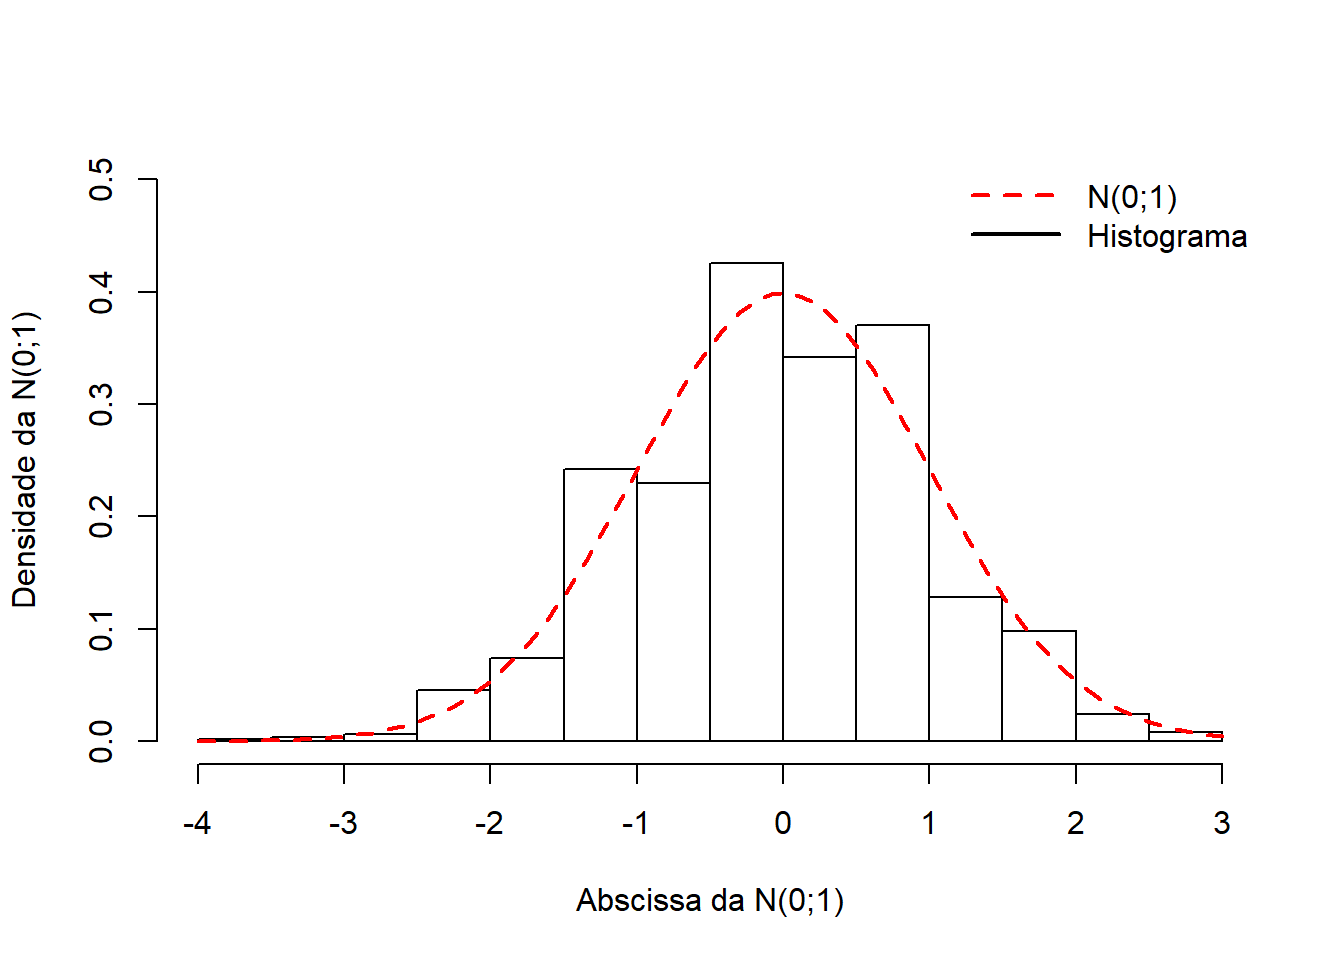 N(0;1)
Histograma
Densidade da N(0;1)
0.5
0.4
0.3
0.2
0.1
0.0
-4 -3 -2 -1 0 1 2 3
Abscissa da N(0;1)